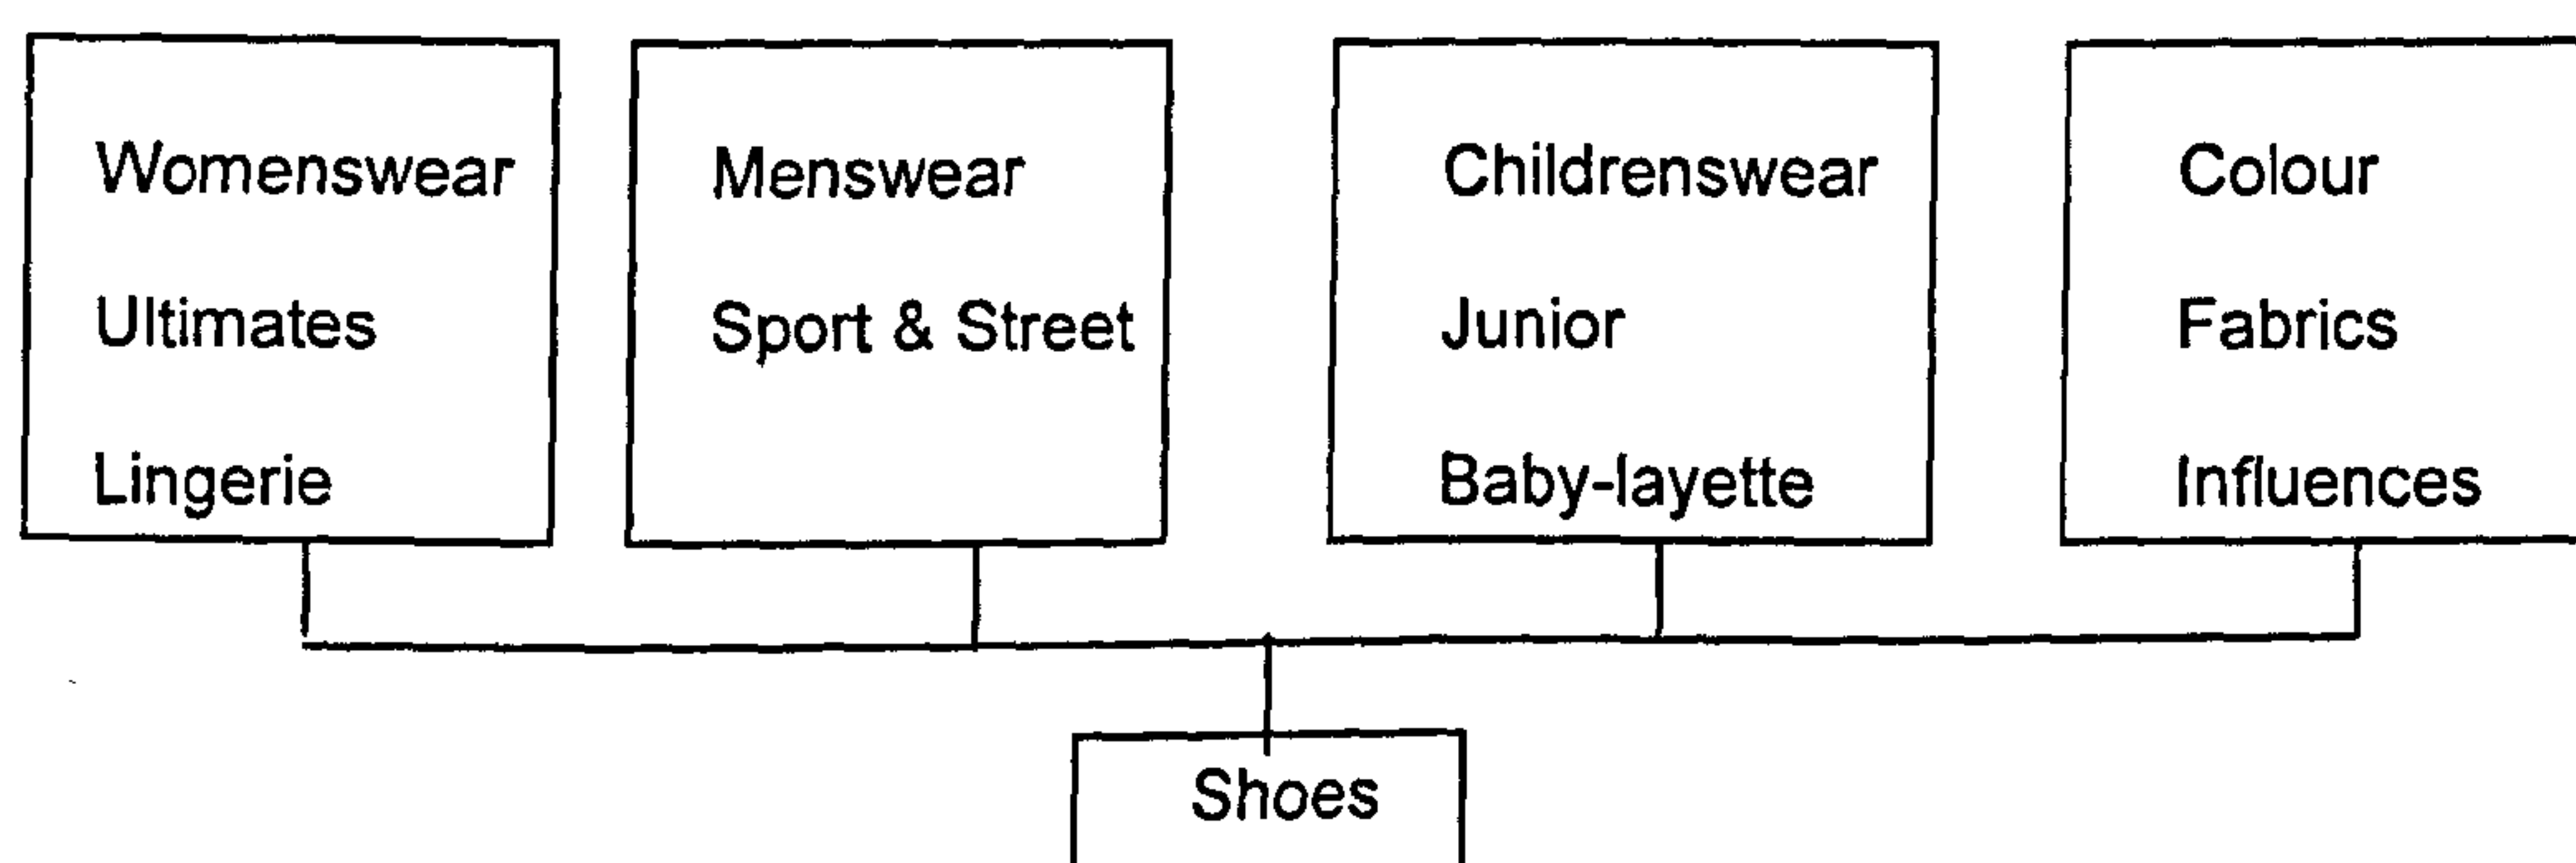 Womenswear
Ultimates
Lingerie
Menswear
Sport & Street
Childrenswear
Junior
Baby-layette
Colour
Fabrics
Influences
Shoes